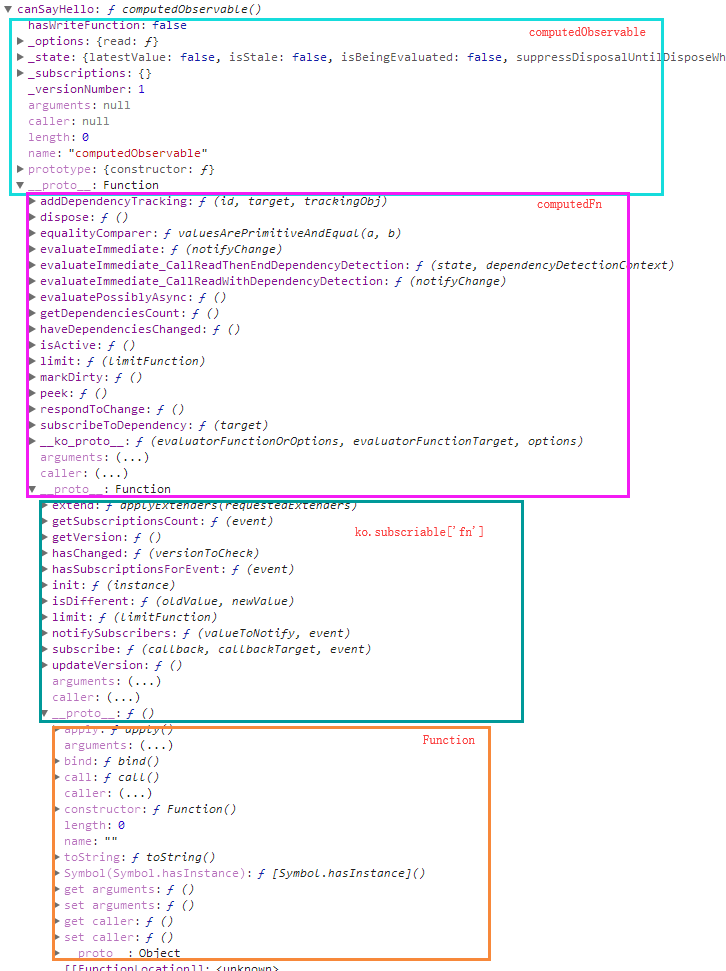 canSayHello: ƒ computedObservable()
hasWriteFunction: false
computedObservable
_options: {read: ƒ}
_state: {latestValue: false, isStale: false, isBeingEvaluated: false, suppressDisposalUntilDisposeWh
_subscriptions: {}
_versionNumber: 1
arguments: null
caller: null
length: 0
name: "computedObservable"
prototype: {constructor: ƒ}
__proto__: Function
addDependencyTracking: ƒ (id, target, trackingObj)
computedFn
dispose: ƒ ()
equalityComparer: ƒ valuesArePrimitiveAndEqual(a, b)
evaluateImmediate: ƒ (notifyChange)
evaluateImmediate_CallReadThenEndDependencyDetection: ƒ (state, dependencyDetectionContext)
evaluateImmediate_CallReadWithDependencyDetection: ƒ (notifyChange)
evaluatePossiblyAsync: ƒ ()
getDependenciesCount: ƒ ()
haveDependenciesChanged: ƒ ()
isActive: ƒ ()
limit: ƒ (limitFunction)
markDirty: ƒ ()
peek: ƒ ()
respondToChange: ƒ ()
subscribeToDependency: ƒ (target)
__ko_proto__: ƒ (evaluatorFunctionOrOptions, evaluatorFunctionTarget, options)
arguments: (...)
caller: (...)
__proto__: Function
extend: ƒ applyExtenders(requestedExtenders)
getSubscriptionsCount: ƒ (event)
ko.subscriable['fn']
getVersion: ƒ ()
hasChanged: ƒ (versionToCheck)
hasSubscriptionsForEvent: ƒ (event)
init: ƒ (instance)
isDifferent: ƒ (oldValue, newValue)
limit: ƒ (limitFunction)
notifySubscribers: ƒ (valueToNotify, event)
subscribe: ƒ (callback, callbackTarget, event)
updateVersion: ƒ ()
arguments: (...)
caller: (...)
__proto__: ƒ ()
apply: ƒ apply()
Function
arguments: (...)
bind: ƒ bind()
call: ƒ call()
caller: (...)
constructor: ƒ Function()
length: 0
name: ""
toString: ƒ toString()
Symbol(Symbol.hasInstance): ƒ [Symbol.hasInstance]()
get arguments: ƒ ()
set arguments: ƒ ()
get caller: ƒ ()
set caller: ƒ ()
__proto__: Object
[[FunctionLocation]]: <unknown>